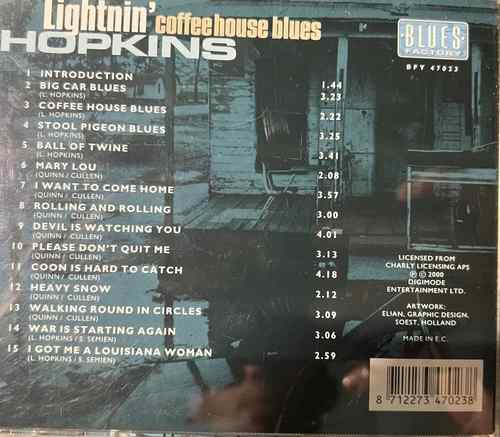 Lightnin' coffee house blues
HOPKINS
BLUES
FACTORY
BFY 47023
1 INTRODUCTION 1.44
2 BIG CAR BLUES 3.23
(L. HOPKINS)
3 COFFEE HOUSE BLUES 2.22
(L. HOPKINS)
4 STOOL PIGEON BLUES 3.25
(L. HOPKINS)
5 BALL OF TWINE 3.41
(L. HOPKINS)
6 MARY LOU 2.08
(QUINN / CULLEN)
7 I WANT TO COME HOME 3.57
(QUINN / CULLEN)
8 ROLLING AND ROLLING 3.00
(QUINN / CULLEN)
9 DEVIL IS WATCHING YOU 4.01
(QUINN / CULLEN)
10 PLEASE DON'T QUIT ME 3.13
(QUINN / CULLEN)
11 COON IS HARD TO CATCH 4.18
(QUINN / CULLEN)
12 HEAVY SNOW 2.12
(QUINN / CULLEN)
13 WALKING ROUND IN CIRCLES 3.09
(QUINN / CULLEN)
14 WAR IS STARTING AGAIN 3.06
(L. HOPKINS / S. SEMIEN)
15 I GOT ME A LOUISIANA WOMAN 2.59
(L. HOPKINS / S. SEMIEN)
LICENSED FROM
CHARLY LICENSING APS
℗ © 2000
DIGIMODE
ENTERTAINMENT LTD.
ARTWORK:
ELIAN, GRAPHIC DESIGN,
SOEST, HOLLAND
MADE IN E.C.
8 712273 470238